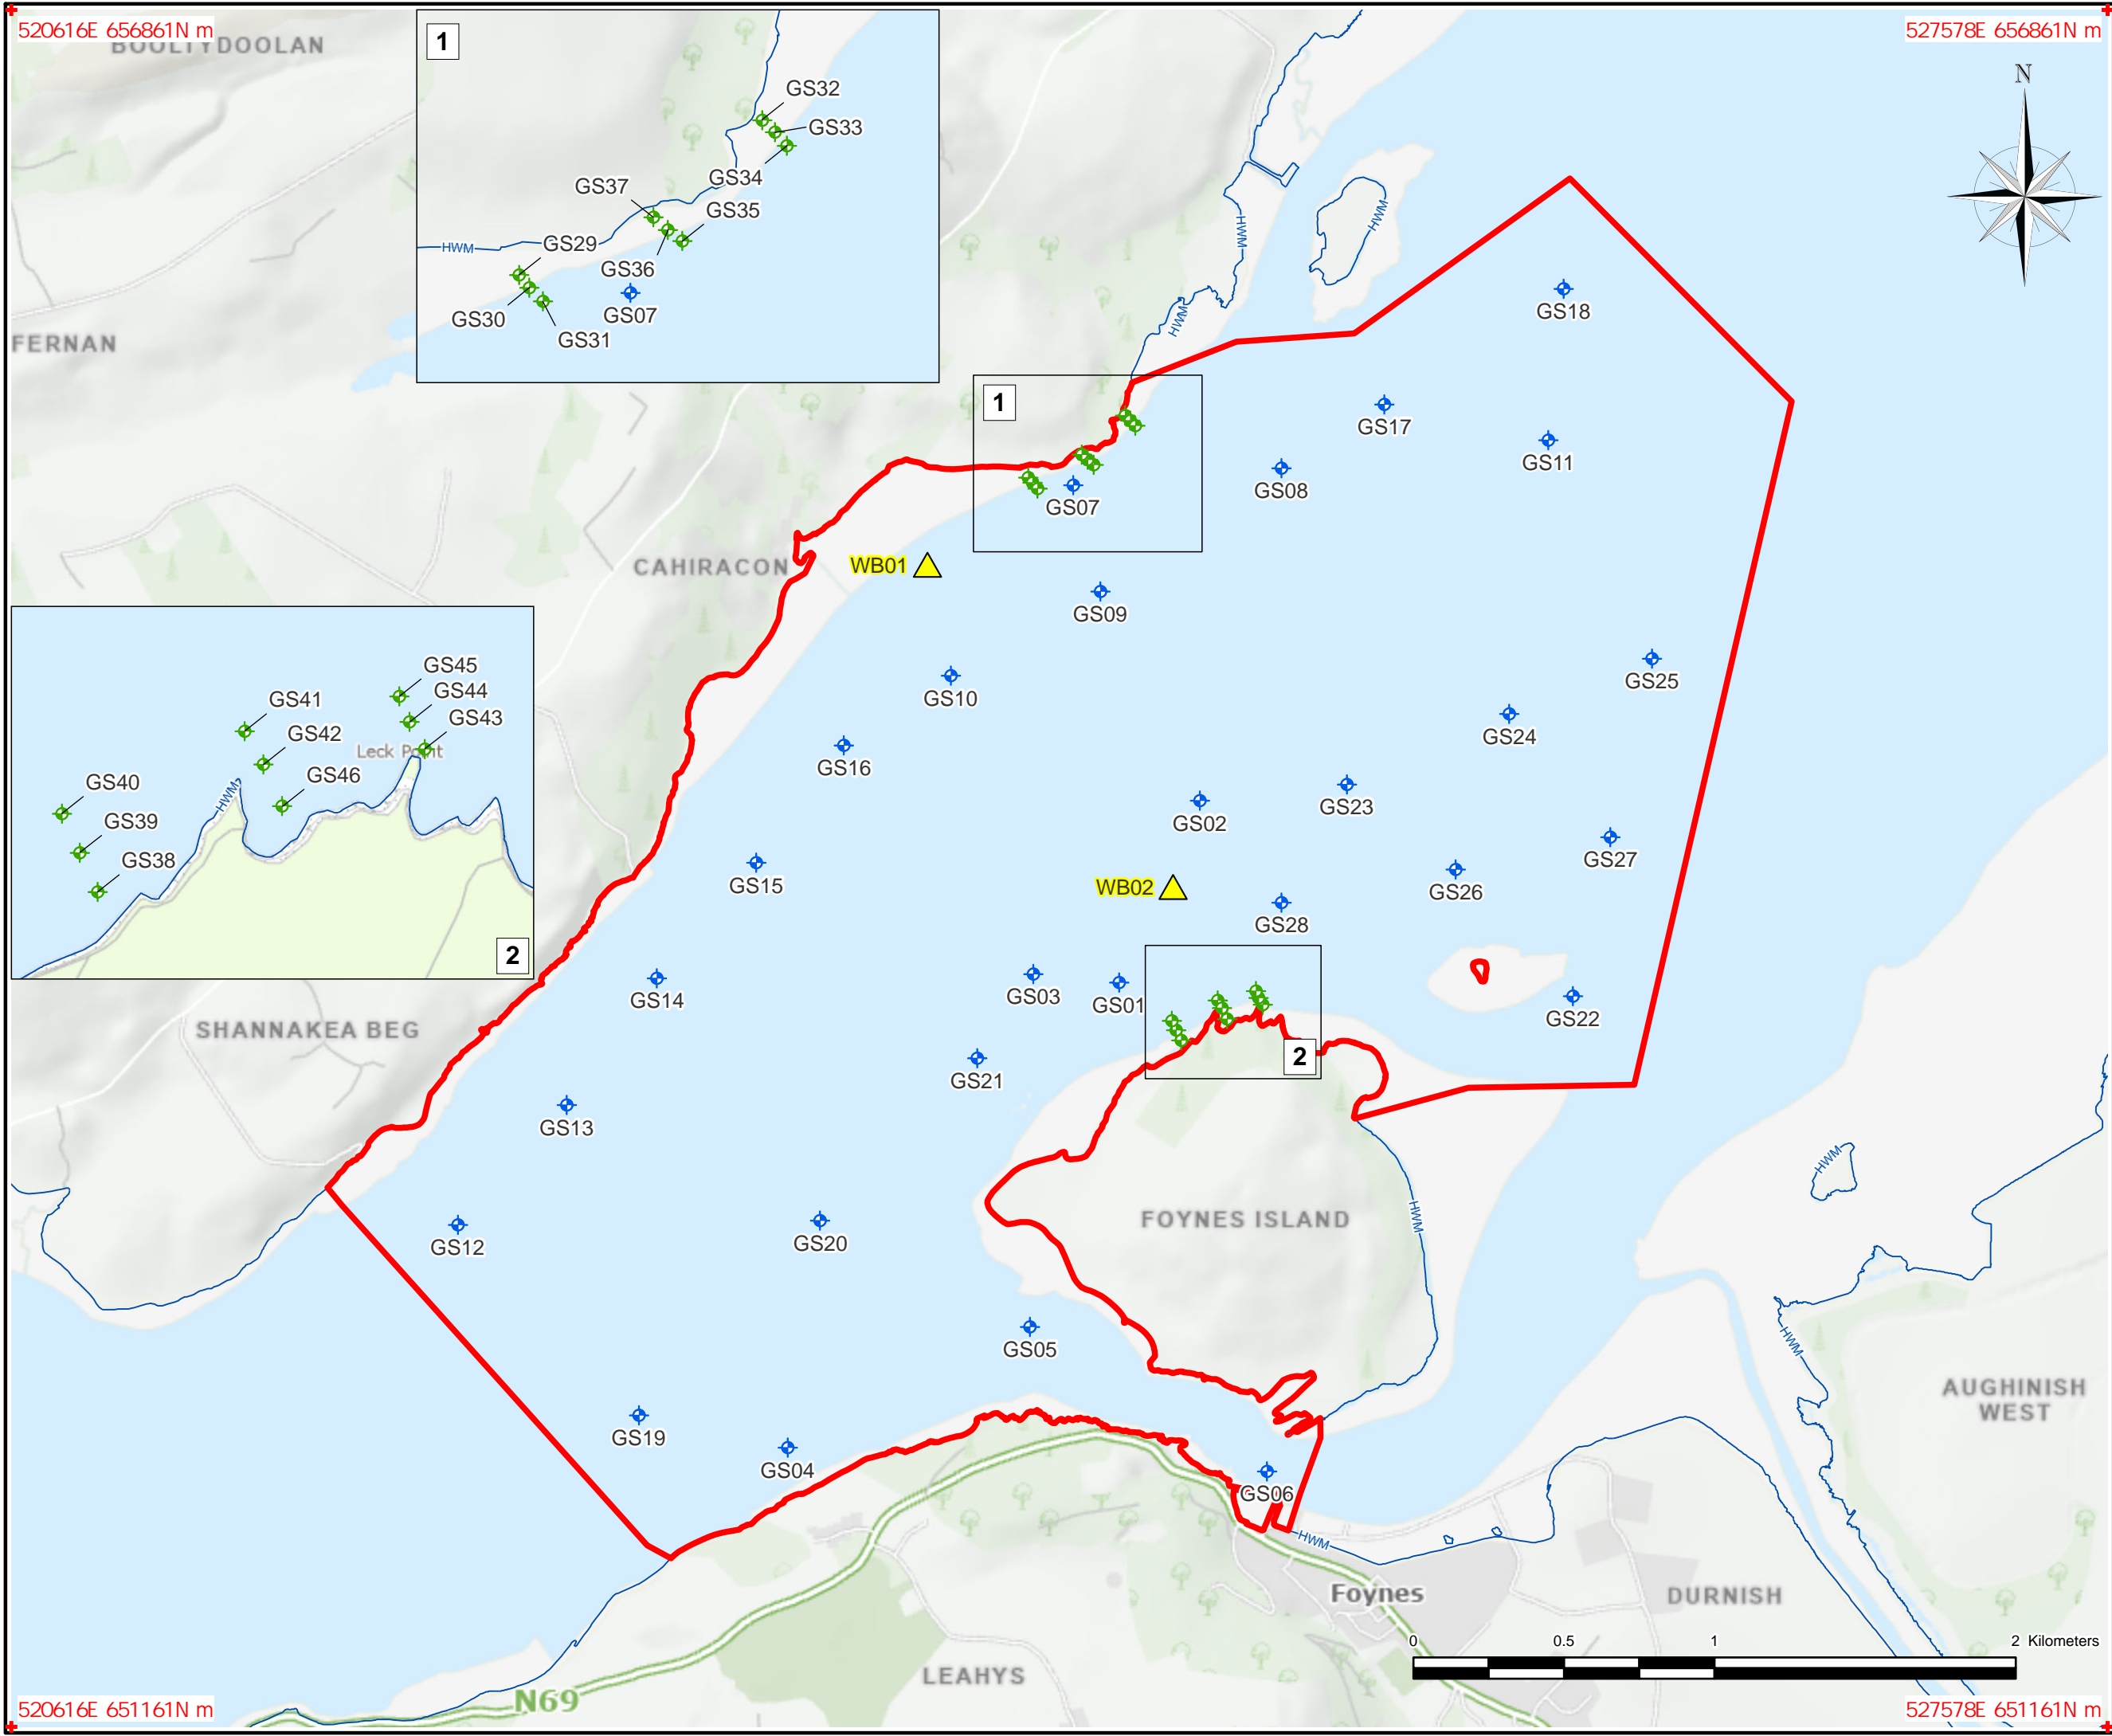 520616E 656861N m
527578E 656861N m
BOOLTYDOOLAN
1
N
GS32
GS33
GS34
GS37
GS35
GS29
HWM
GS36
GS30
GS07
GS31
HWM
HWM
HWM
GS18
FERNAN
1
GS17
GS11
GS08
GS07
CAHIRACON
WB01
GS09
GS10
GS25
GS24
GS16
GS23
GS02
GS45
GS44
GS41
GS43
GS42
Leck Point
GS46
GS40
HWM
GS39
GS38
2
GS27
GS15
GS26
WB02
GS28
GS14
GS03
GS01
GS22
SHANNAKEA BEG
2
GS21
GS13
HWM
FOYNES ISLAND
HWM
GS12
GS20
GS05
HWM
AUGHINISH
WEST
GS19
GS04
GS06
HWM
Foynes
DURNISH
0 0.5 1 2 Kilometers
LEAHYS
N69
520616E 651161N m
527578E 651161N m